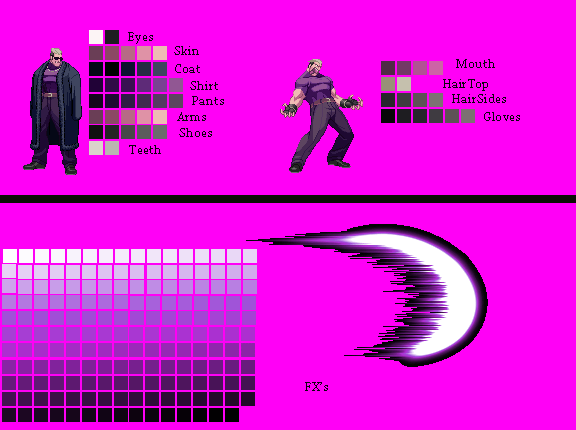 Eyes
Skin
Coat
Shirt
Pants
Arms
Shoes
Teeth
Mouth
HairTop
HairSides
Gloves
FX's